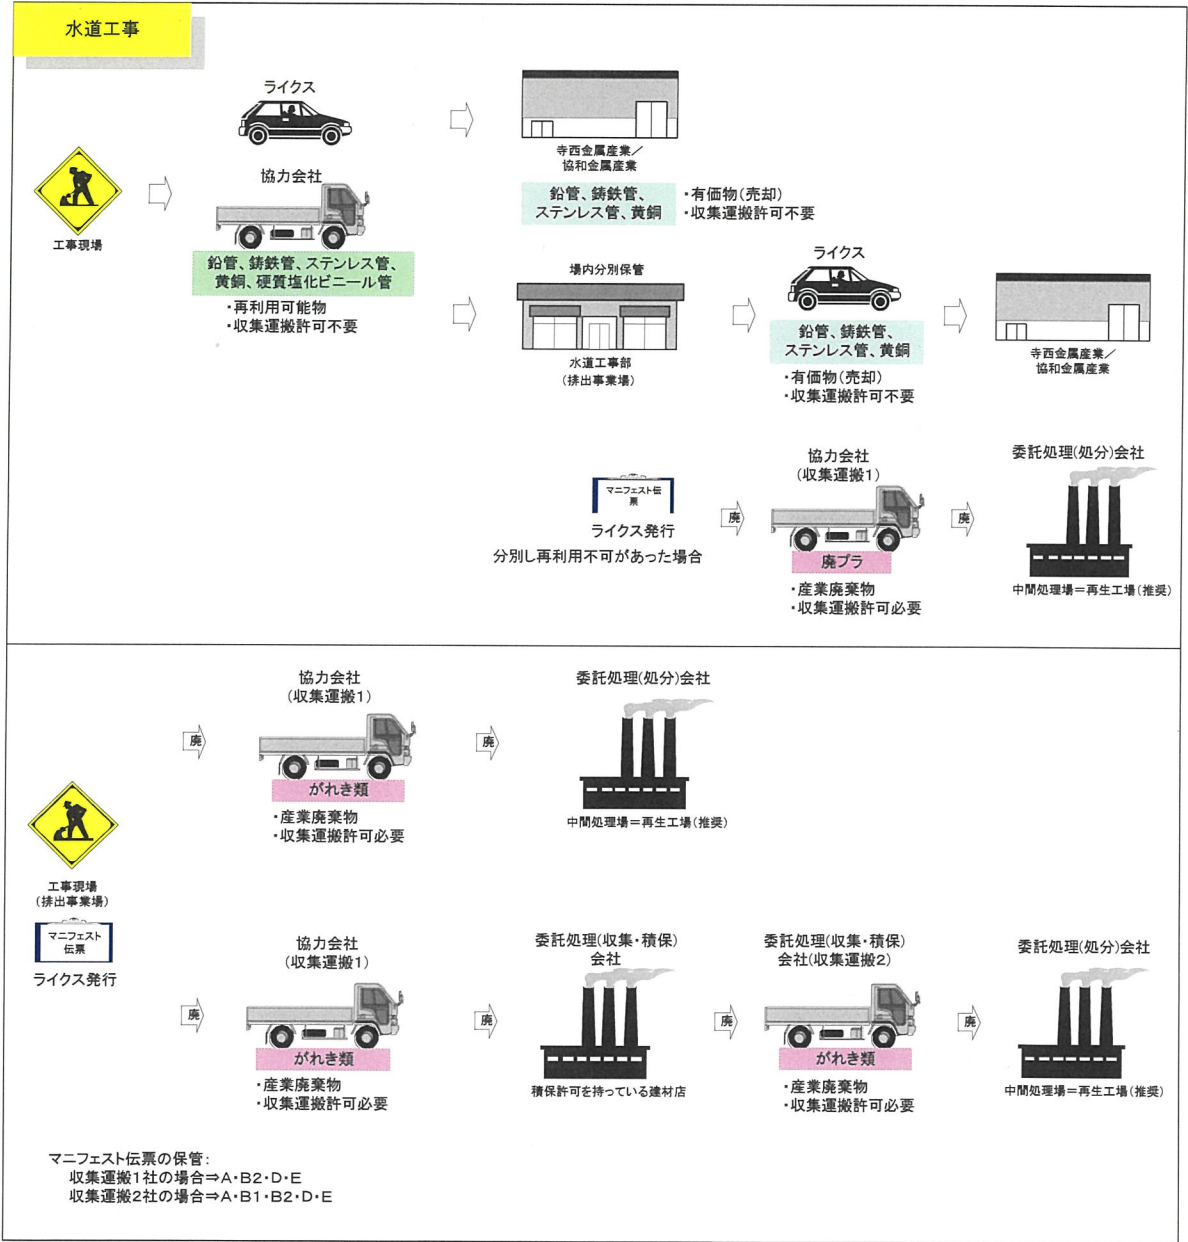 水道工事
ライクス
協力会社
工事現場
鉛管、鋳鉄管、ステンレス管、
黄銅、硬質塩化ビニール管
・再利用可能物
・収集運搬許可不要
寺西金属産業／
協和金属産業
鉛管、鋳鉄管、
ステンレス管、黄銅
・有価物(売却)
・収集運搬許可不要
場内分別保管
水道工事部
(排出事業場)
ライクス
鉛管、鋳鉄管、
ステンレス管、黄銅
・有価物(売却)
・収集運搬許可不要
寺西金属産業／
協和金属産業
マニフェスト伝
票
ライクス発行
分別し再利用不可があった場合
廃
協力会社
(収集運搬1)
廃プラ
・産業廃棄物
・収集運搬許可必要
廃
委託処理(処分)会社
中間処理場＝再生工場(推奨)
工事現場
(排出事業場)
マニフェスト
伝票
ライクス発行
廃
協力会社
(収集運搬1)
がれき類
・産業廃棄物
・収集運搬許可必要
廃
委託処理(処分)会社
中間処理場＝再生工場(推奨)
廃
協力会社
(収集運搬1)
がれき類
・産業廃棄物
・収集運搬許可必要
廃
委託処理(収集・積保)
会社
積保許可を持っている建材店
廃
委託処理(収集・積保)
会社(収集運搬2)
がれき類
・産業廃棄物
・収集運搬許可必要
廃
委託処理(処分)会社
中間処理場＝再生工場(推奨)
マニフェスト伝票の保管：
収集運搬1社の場合⇒A・B2・D・E
収集運搬2社の場合⇒A・B1・B2・D・E